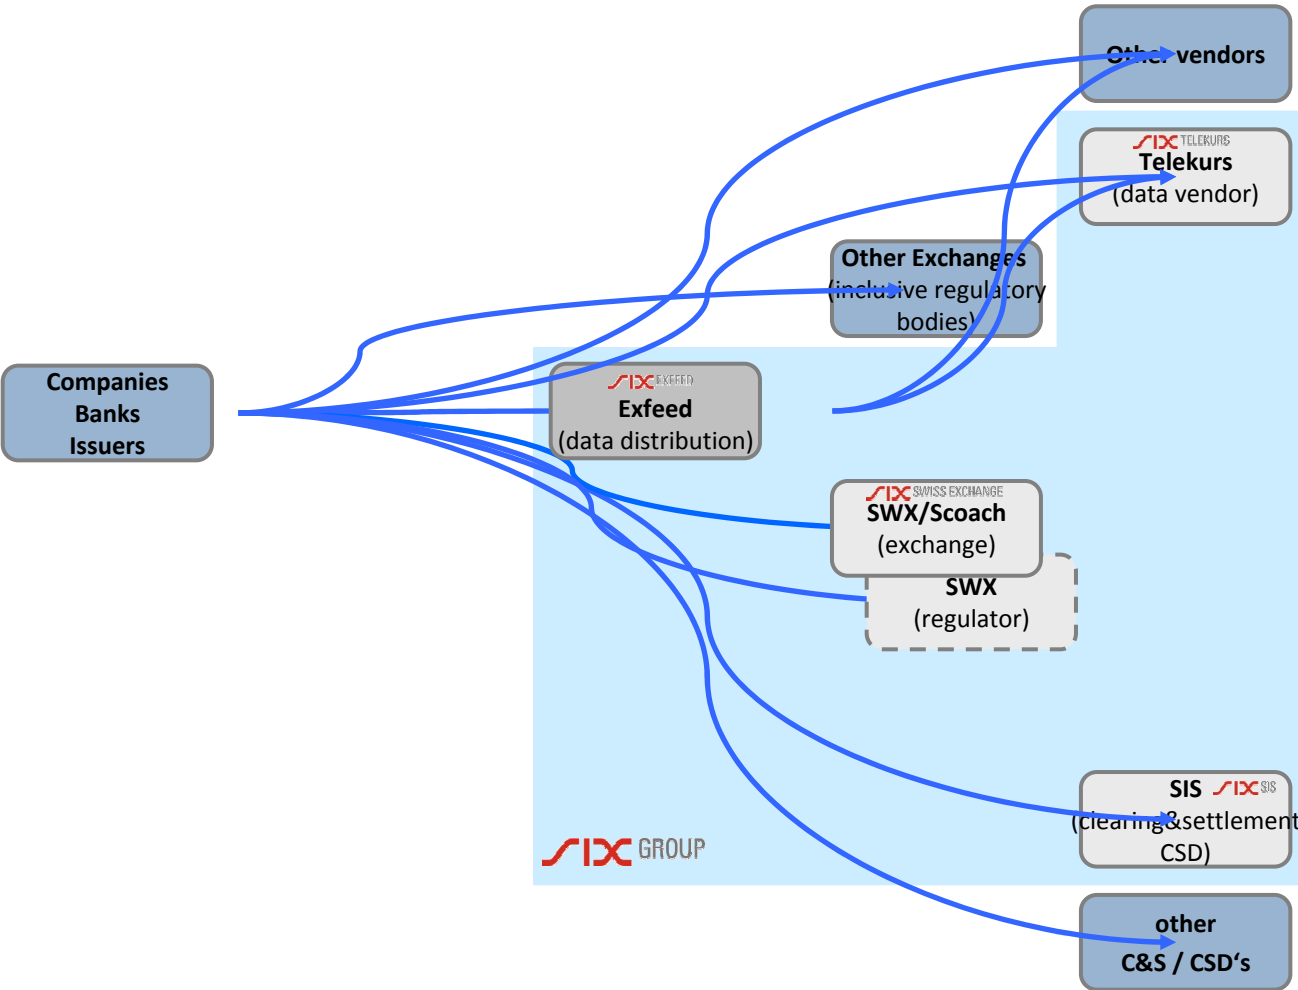 Other vendors
SIX TELEKURS
Telekurs
(data vendor)
Other Exchanges
(inclusive regulatory
bodies)
Companies
Banks
Issuers
SIX EXFEED
Exfeed
(data distribution)
SIX SWISS EXCHANGE
SWX/Scoach
(exchange)
SWX
(regulator)
SIS SIX SIS
(clearing&settlement
CSD)
SIX GROUP
other
C&S / CSD‘s